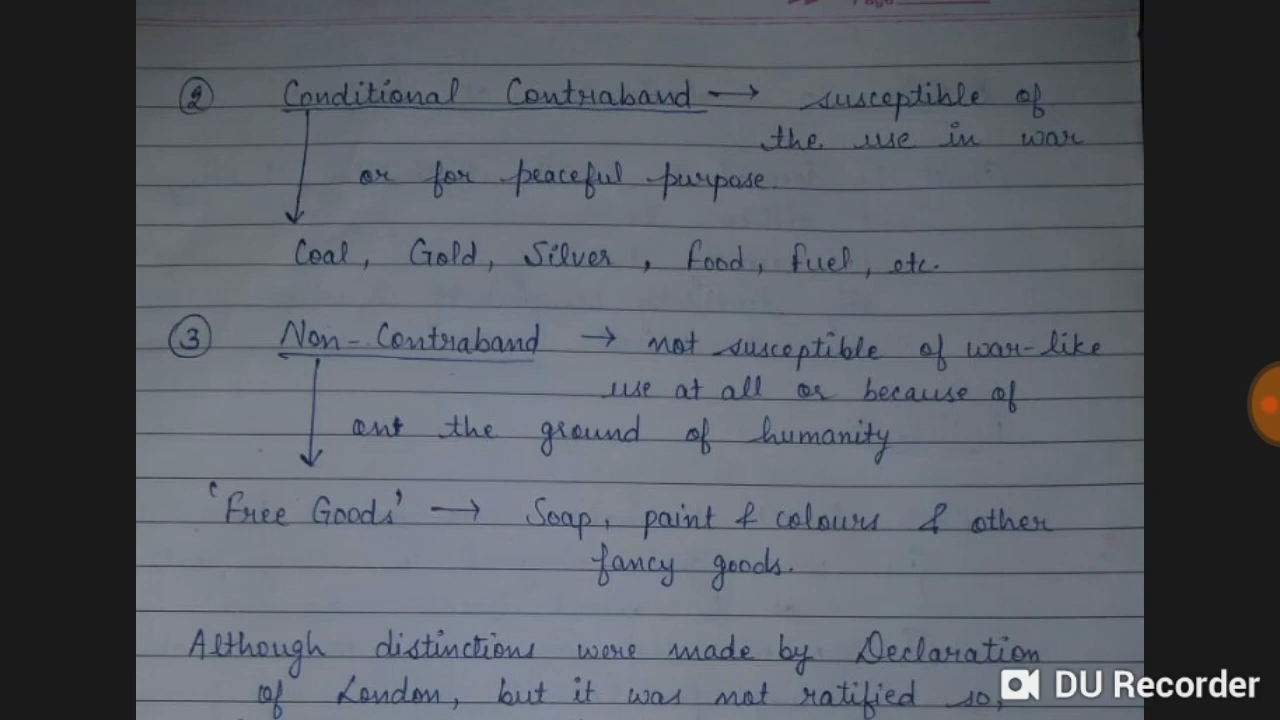 Page
② Conditional Contraband → susceptible of
the use in war
or for peaceful purpose.
Coal, Gold, Silver, Food, fuel, etc.
③ Non-Contraband → not susceptible of war-like
use at all or because of
on the ground of humanity
'Free Goods' → Soap, paint & colours & other
fancy goods.
Although distinctions were made by Declaration
of London, but it was not ratified so,
DU Recorder